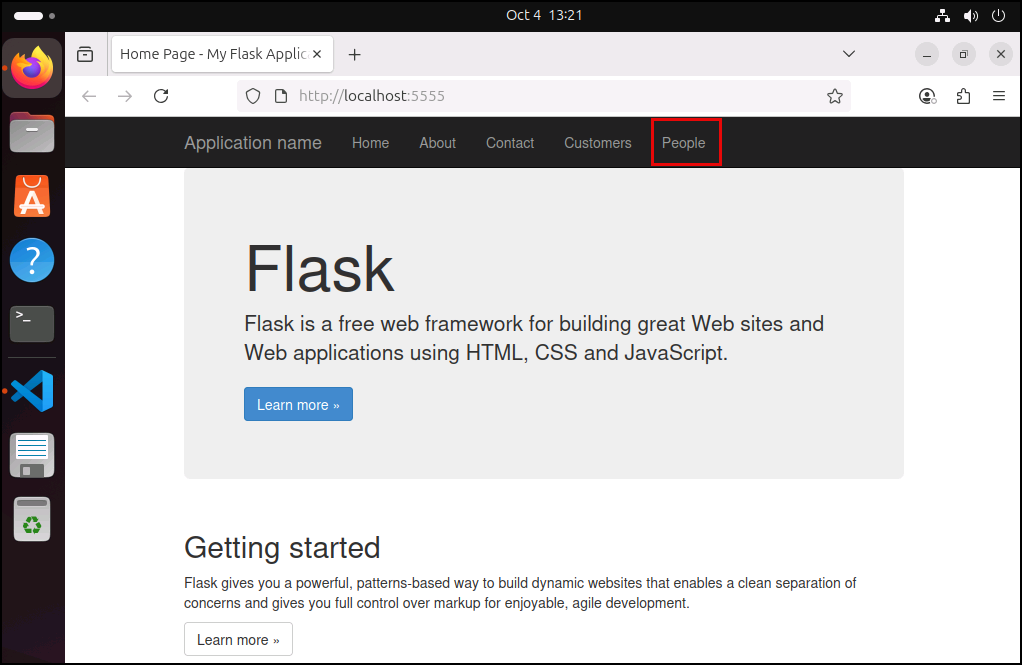 Oct 4 13:21
Home Page - My Flask Applic
http://localhost:5555
Application name Home About Contact Customers People
Flask
Flask is a free web framework for building great Web sites and
Web applications using HTML, CSS and JavaScript.
Learn more »
Getting started
Flask gives you a powerful, patterns-based way to build dynamic websites that enables a clean separation of
concerns and gives you full control over markup for enjoyable, agile development.
Learn more »